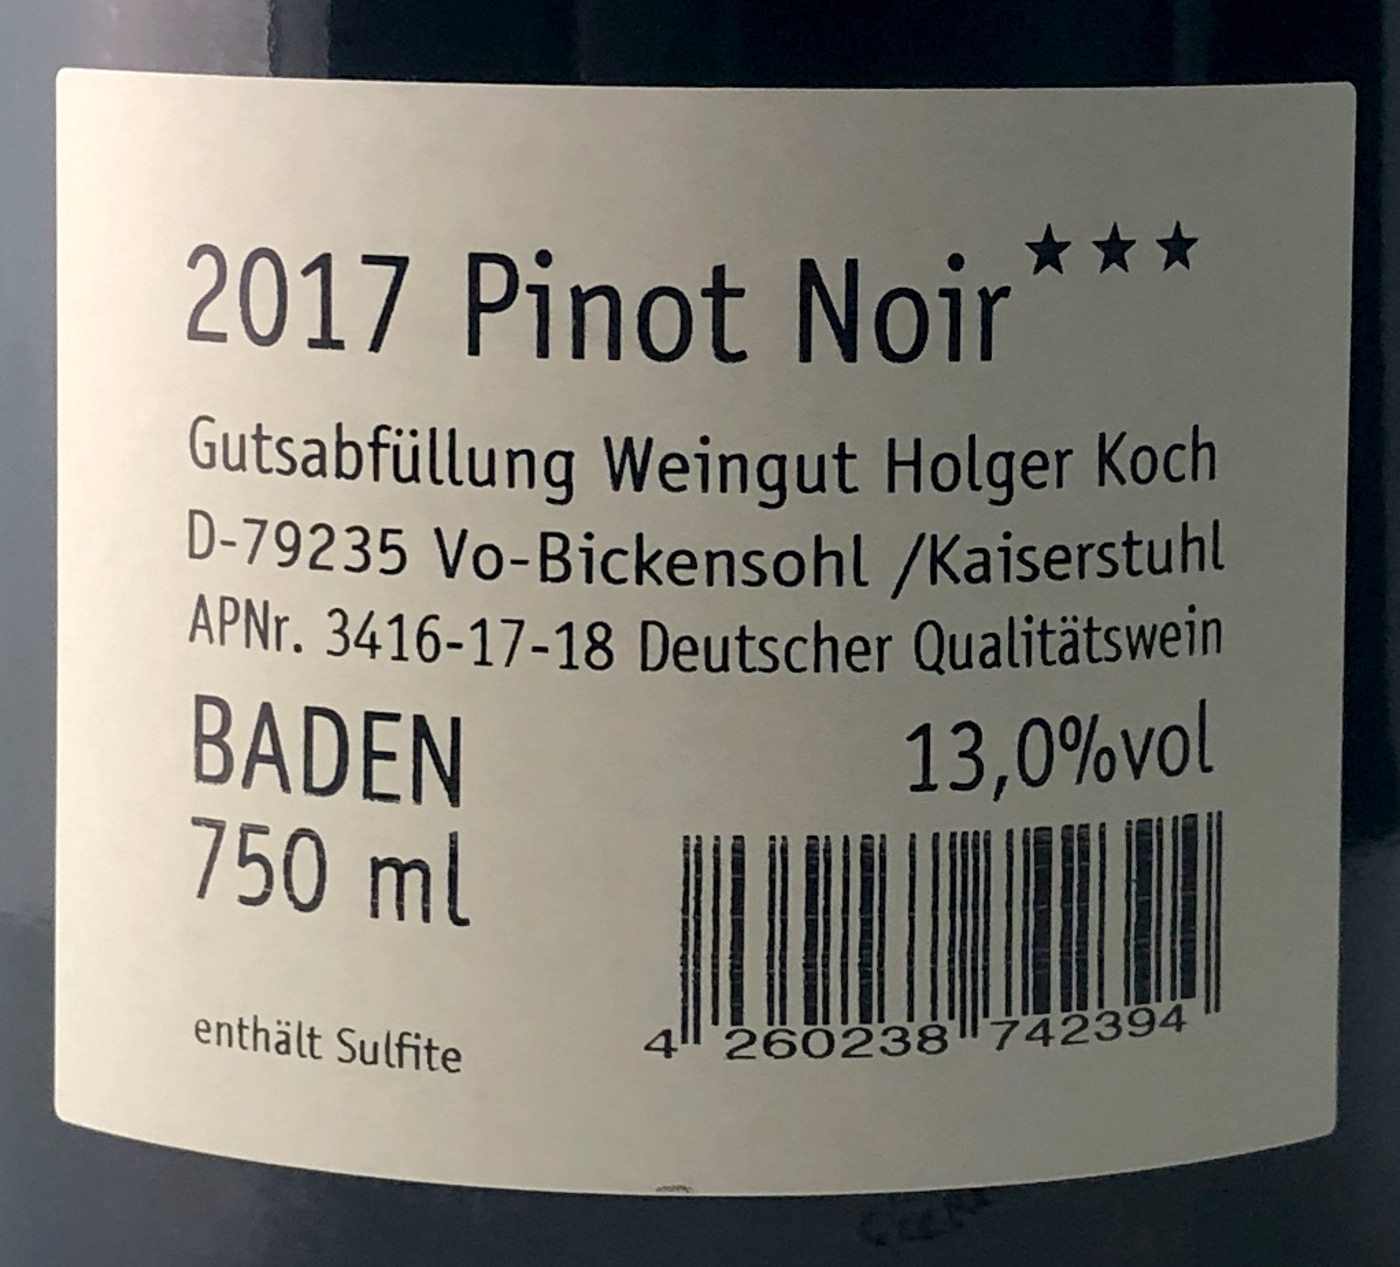 2017 Pinot Noir★★★
Gutsabfüllung Weingut Holger Koch
D-79235 Vo-Bickensohl /Kaiserstuhl
APNr. 3416-17-18 Deutscher Qualitätswein
BADEN 13,0%vol
750 ml
enthält Sulfite
4 260238 742394